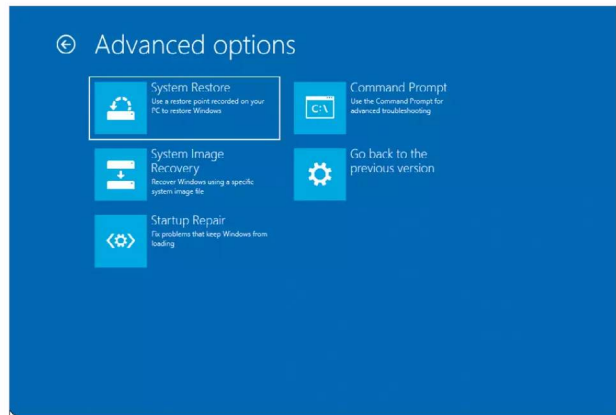 Advanced options
System Restore
Use a restore point recorded on your
PC to restore Windows
System Image
Recovery
Recover Windows using a specific
system image file
Startup Repair
Fix problems that keep Windows from
loading
C:\
Command Prompt
Use the Command Prompt for
advanced troubleshooting
Go back to the
previous version